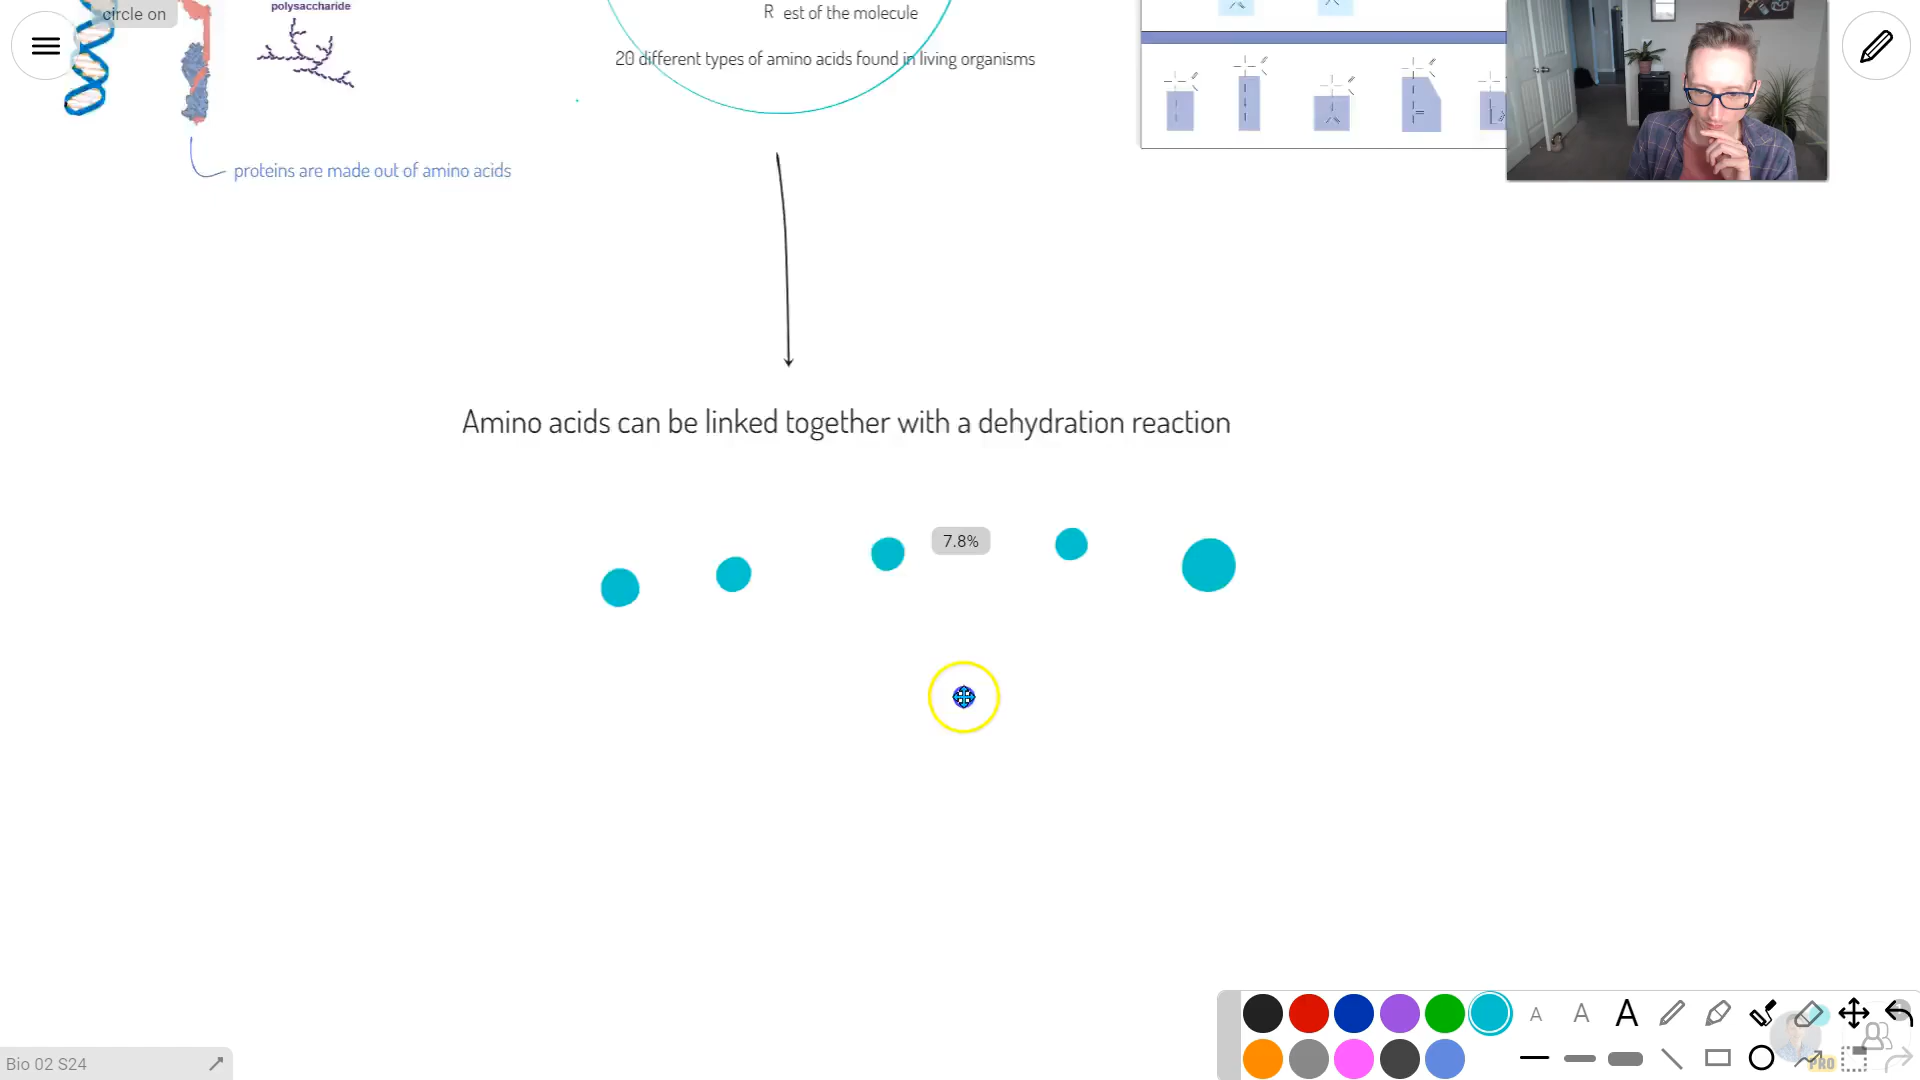 circle on
polysaccharide
R est of the molecule
20 different types of amino acids found in living organisms
proteins are made out of amino acids
Amino acids can be linked together with a dehydration reaction
7.8%
A A A
PRO
Bio 02 S24